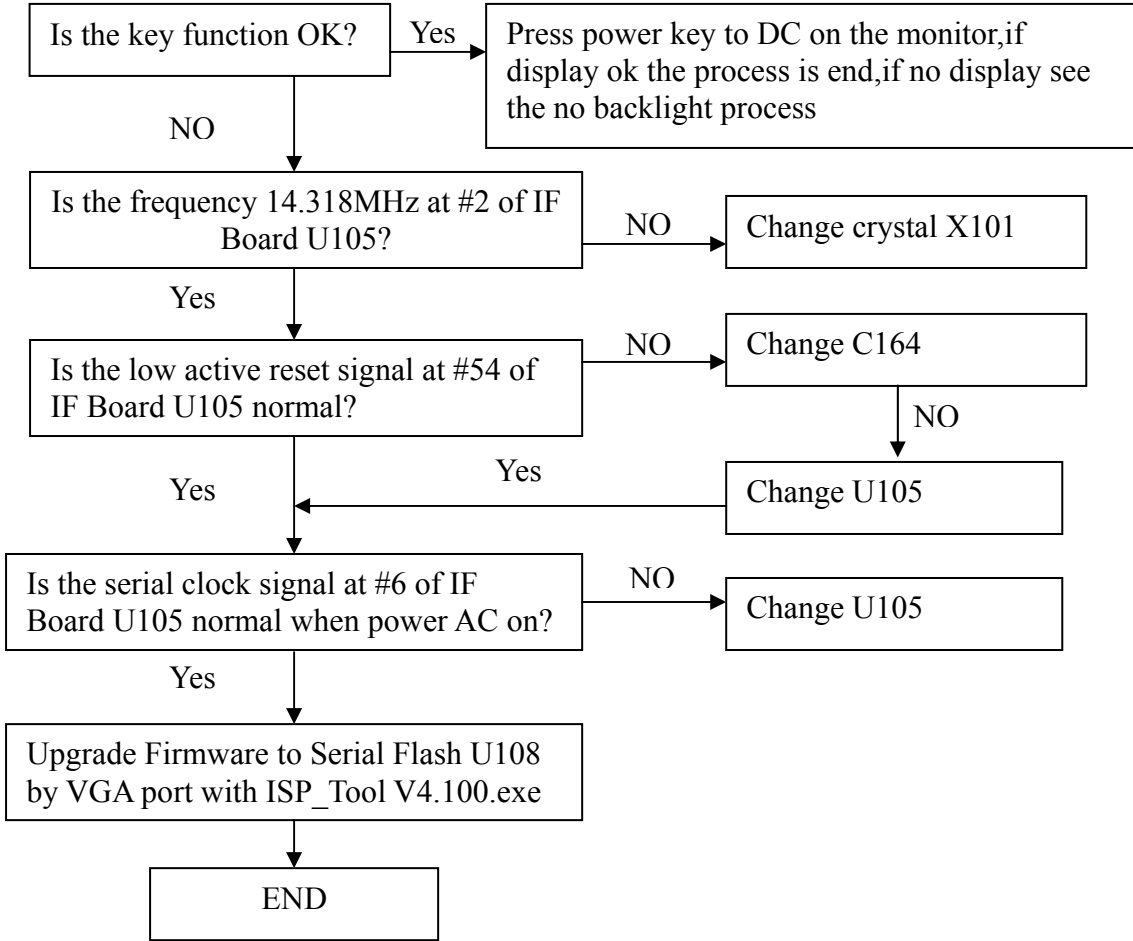 Is the key function OK?
Yes
Press power key to DC on the monitor,if
display ok the process is end,if no display see
the no backlight process
NO
Is the frequency 14.318MHz at #2 of IF
Board U105?
NO
Change crystal X101
Yes
Is the low active reset signal at #54 of
IF Board U105 normal?
NO
Change C164
NO
Yes
Yes
Change U105
Is the serial clock signal at #6 of IF
Board U105 normal when power AC on?
NO
Change U105
Yes
Upgrade Firmware to Serial Flash U108
by VGA port with ISP_Tool V4.100.exe
END